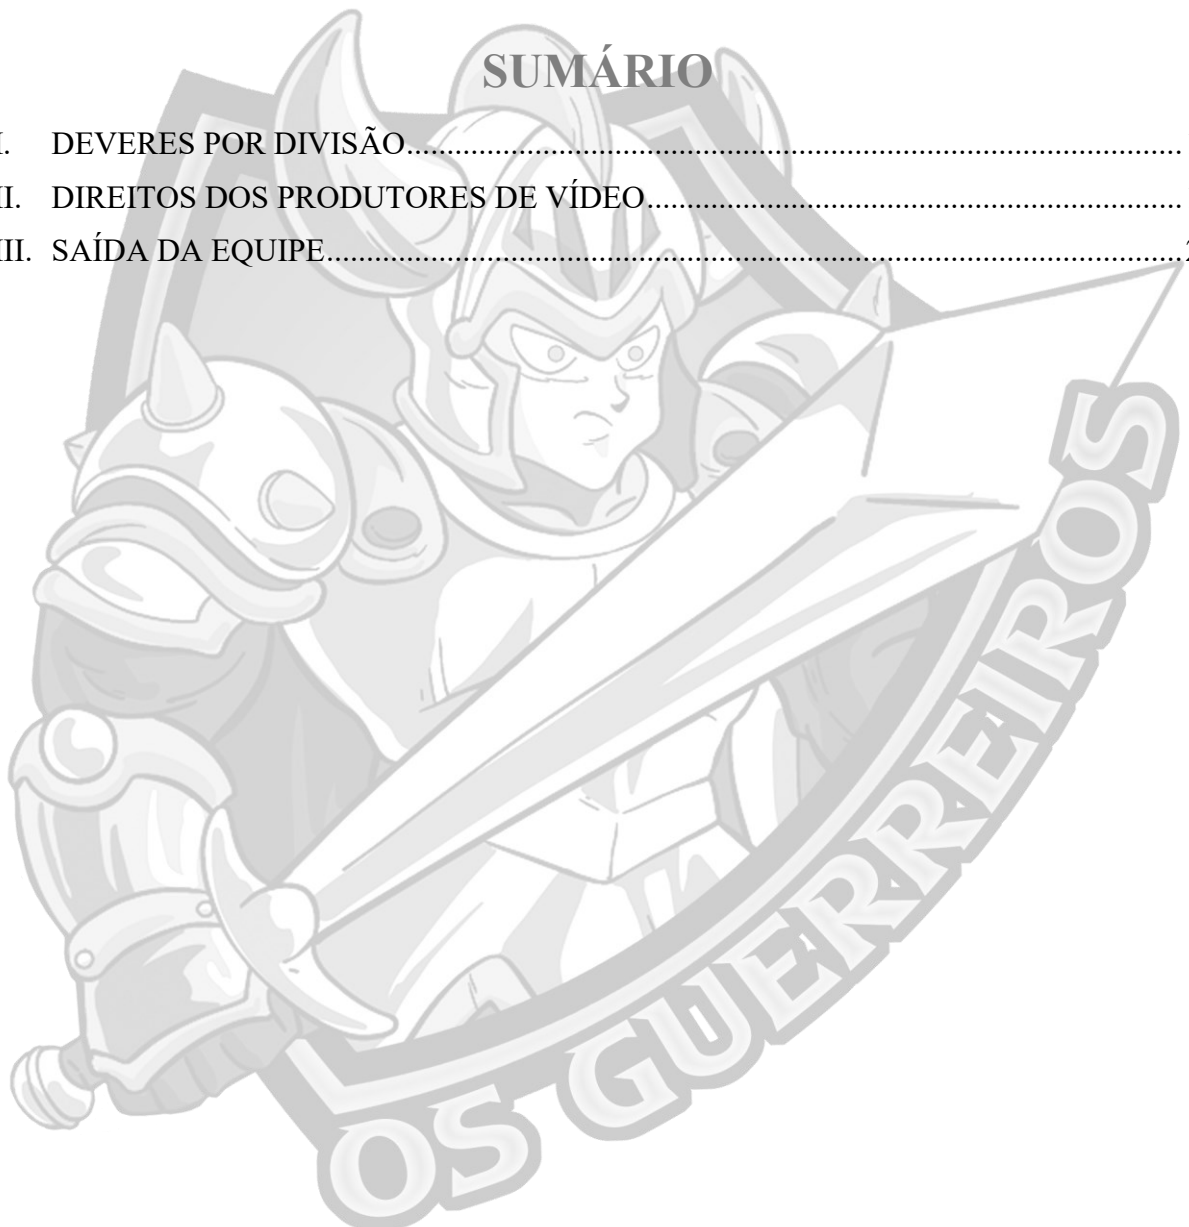 SUMÁRIO
I. DEVERES POR DIVISÃO
II. DIREITOS DOS PRODUTORES DE VÍDEO
III. SAÍDA DA EQUIPE
OS GUERREIROS